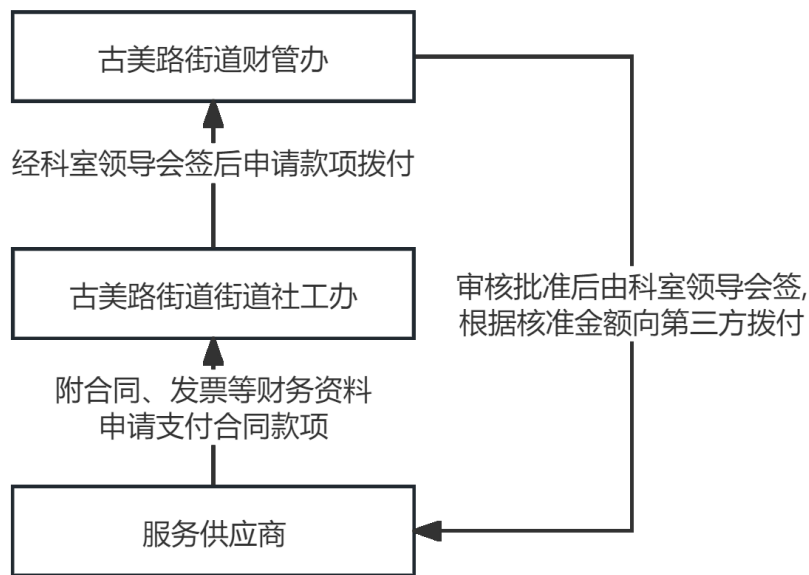 古美路街道财管办
经科室领导会签后申请款项拨付
古美路街道街道社工办
审核批准后由科室领导会签,
根据核准金额向第三方拨付
附合同、发票等财务资料
申请支付合同款项
服务供应商